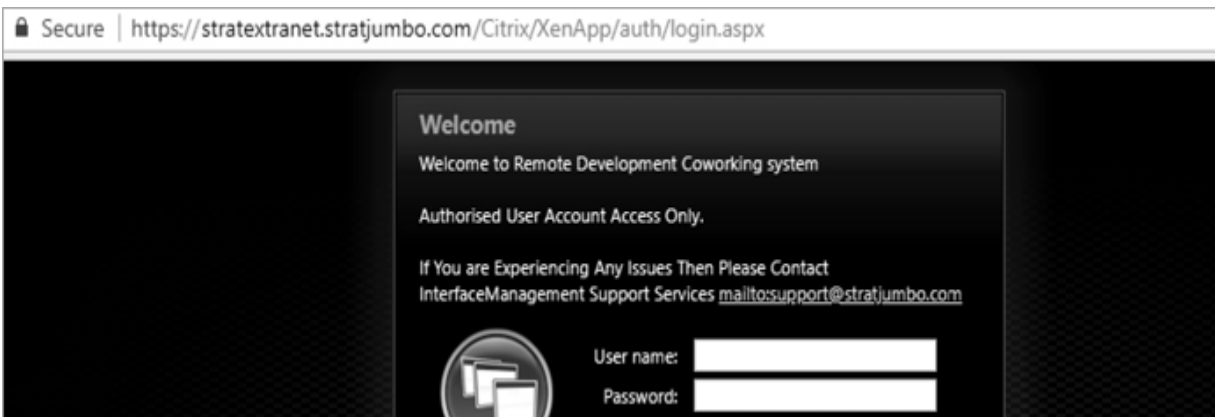 Secure | https://stratextranet.stratjumbo.com/Citrix/XenApp/auth/login.aspx
Welcome
Welcome to Remote Development Coworking system
Authorised User Account Access Only.
If You are Experiencing Any Issues Then Please Contact
InterfaceManagement Support Services mailto:support@stratjumbo.com
User name:
Password: